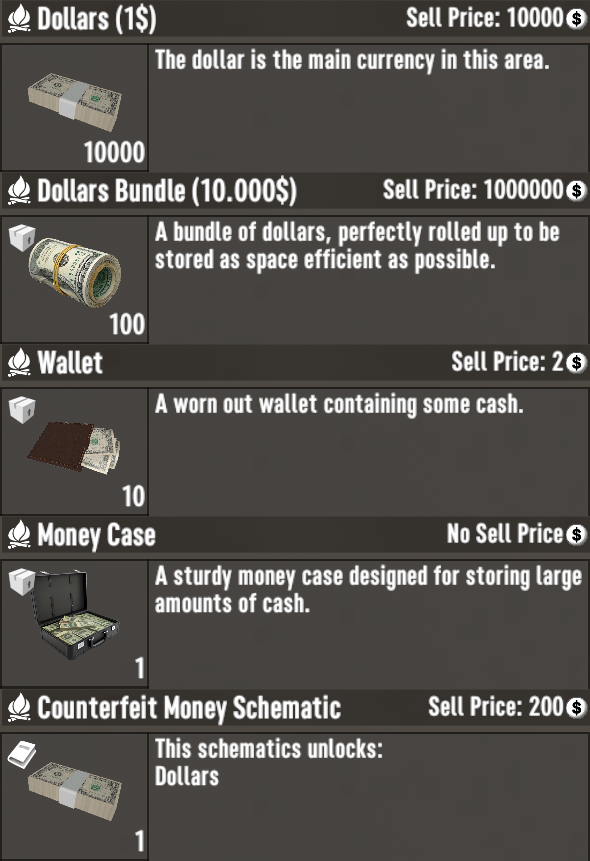 Dollars (1$)
Sell Price: 10000 $
The dollar is the main currency in this area.
10000
Dollars Bundle (10.000$)
Sell Price: 1000000 $
A bundle of dollars, perfectly rolled up to be
stored as space efficient as possible.
100
Wallet
Sell Price: 2 $
A worn out wallet containing some cash.
10
Money Case
No Sell Price $
A sturdy money case designed for storing large
amounts of cash.
1
Counterfeit Money Schematic
Sell Price: 200 $
This schematics unlocks:
Dollars
1